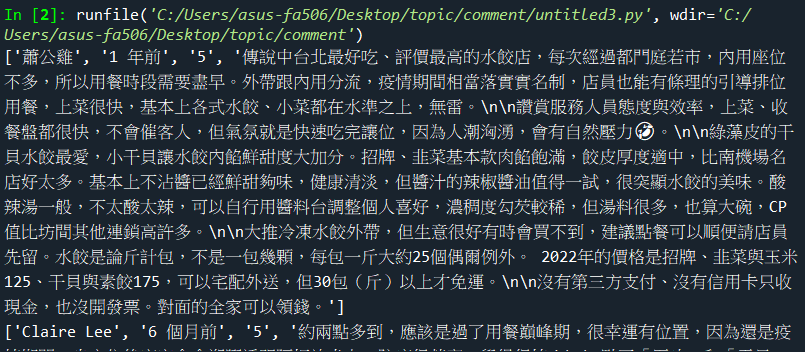 In [2]: runfile('C:/Users/asus-fa506/Desktop/topic/comment/untitled3.py', wdir='C:/
Users/asus-fa506/Desktop/topic/comment')
['蕭公雞', '1 年前', '5', '傳說中台北最好吃、評價最高的水餃店，每次經過都門庭若市，內用座位
不多，所以用餐時段需要盡早。外帶跟內用分流，疫情期間相當落實實名制，店員也能有條理的引導排位
用餐，上菜很快，基本上各式水餃、小菜都在水準之上，無雷。\n\n讚賞服務人員態度與效率，上菜、收
餐盤都很快，不會催客人，但氣氛就是快速吃完讓位，因為人潮洶湧，會有自然壓力🤣。\n\n綠藻皮的干
貝水餃最愛，小干貝讓水餃內餡鮮甜度大加分。招牌、韭菜基本款肉餡飽滿，餃皮厚度適中，比南機場名
店好太多。基本上不沾醬已經鮮甜夠味，健康清淡，但醬汁的辣椒醬油值得一試，很突顯水餃的美味。酸
辣湯一般，不太酸太辣，可以自行用醬料台調整個人喜好，濃稠度勾芡較稀，但湯料很多，也算大碗，CP
值比坊間其他連鎖高許多。\n\n大推冷凍水餃外帶，但生意很好有時會買不到，建議點餐可以順便請店員
先留。水餃是論斤計包，不是一包幾顆，每包一斤大約25個偶爾例外。 2022年的價格是招牌、韭菜與玉米
125、干貝與素餃175，可以宅配外送，但30包（斤）以上才免運。\n\n沒有第三方支付、沒有信用卡只收
現金，也沒開發票。對面的全家可以領錢。']
['Claire Lee', '6 個月前', '5', '約兩點多到，應該是過了用餐巔峰期，很幸運有位置，因為還是疫